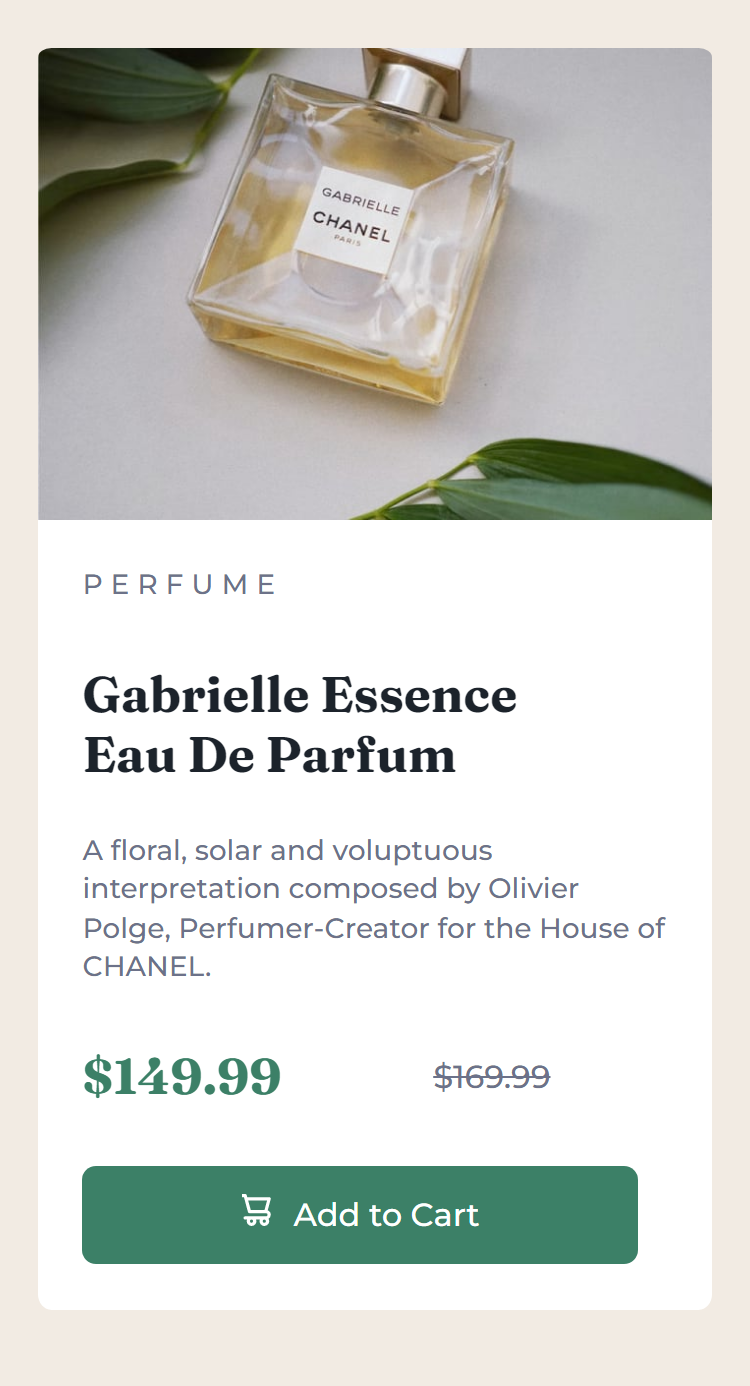 GABRIELLE
CHANEL
PARIS
PERFUME
Gabrielle Essence
Eau De Parfum
A floral, solar and voluptuous
interpretation composed by Olivier
Polge, Perfumer-Creator for the House of
CHANEL.
$149.99 $169.99
Add to Cart